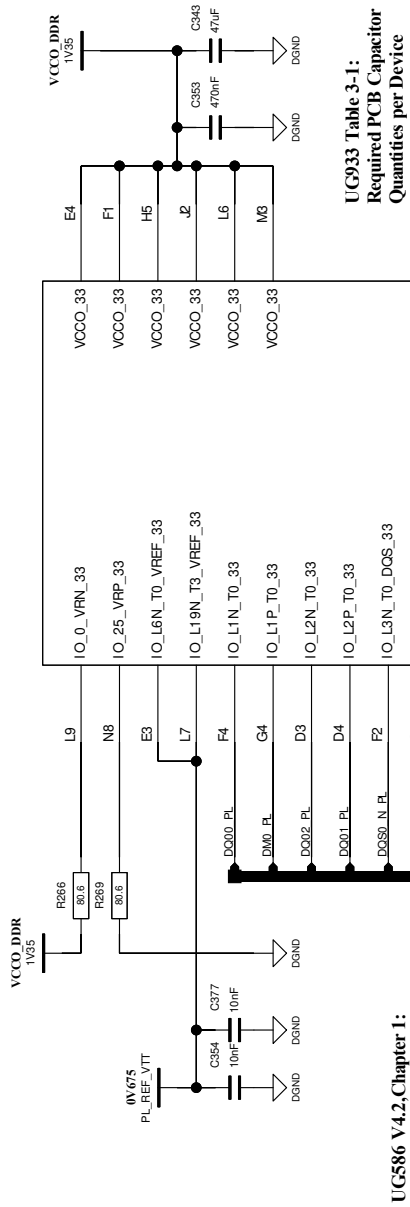 VCCO_DDR
1V35
C343
47uF
DGND
C353
470nF
DGND
E4
F1
H5
J2
L6
M3
UG933 Table 3-1:
Required PCB Capacitor
Quantities per Device
VCCO_33
VCCO_33
VCCO_33
VCCO_33
VCCO_33
VCCO_33
IO_0_VRN_33
IO_25_VRP_33
IO_L6N_T0_VREF_33
IO_L19N_T3_VREF_33
IO_L1N_T0_33
IO_L1P_T0_33
IO_L2N_T0_33
IO_L2P_T0_33
IO_L3N_T0_DQS_33
L9
N8
E3
L7
F4
G4
D3
D4
F2
DQ00_PL
DM0_PL
DQ02_PL
DQ01_PL
DQS0_N_PL
R266
80.6
R269
80.6
VCCO_DDR
1V35
DGND
C377
10nF
DGND
C354
10nF
DGND
0V675
PL_REF_VTT
UG586 V4.2,Chapter 1: